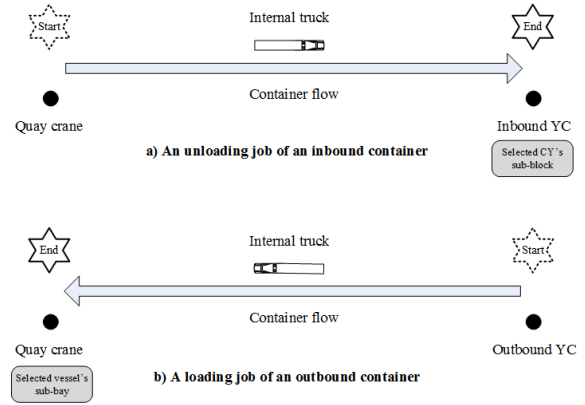 Start
Internal truck
End
Container flow
Quay crane
Inbound YC
a) An unloading job of an inbound container
Selected CY's
sub-block
End
Internal truck
Start
Container flow
Quay crane
Outbound YC
Selected vessel's
sub-bay
b) A loading job of an outbound container